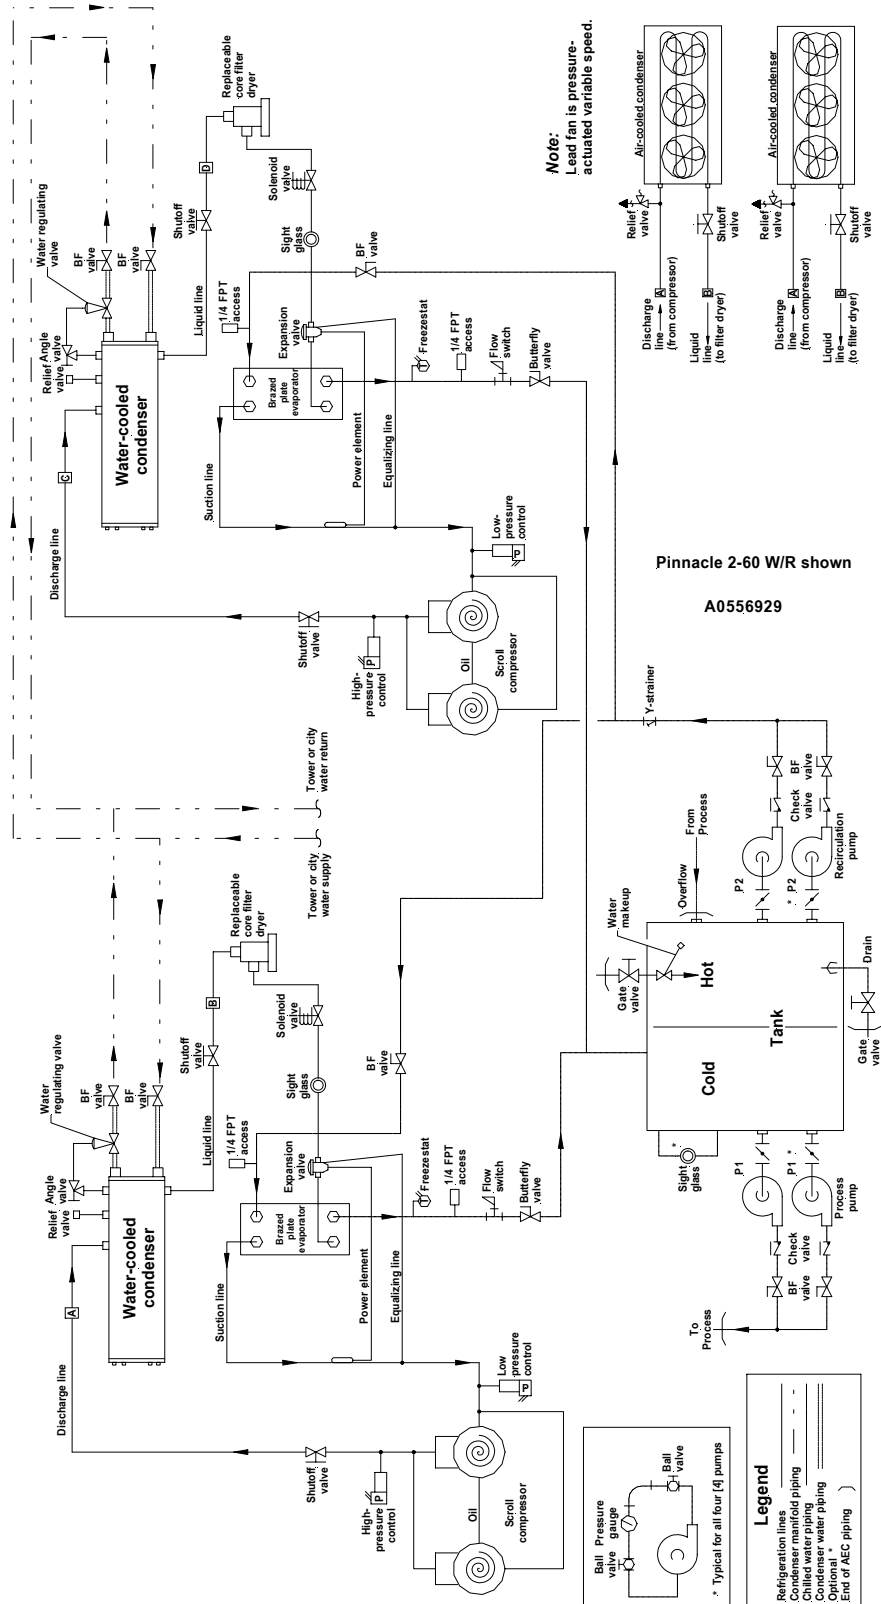 Replaceable
core filter
dryer
Water regulating
valve
BF
valve
BF
valve
Shutoff
valve
D
Liquid line
Solenoid
valve
Sight
glass
BF
valve
1/4 FPT
access
Expansion
valve
Relief
valve
Angle
valve
Water-cooled
condenser
C
Discharge line
Brazed
plate
evaporator
Suction line
Power element
Equalizing line
Freezestat
1/4 FPT
access
Flow
switch
Butterfly
valve
Low-
pressure
control
P
Shutoff
valve
High-
pressure
control
P
Oil
Scroll
compressor
Note:
Lead fan is pressure-
actuated variable speed.
Air-cooled condenser
Relief
valve
Shutoff
valve
Discharge
line
(from compressor)
A
Liquid
line
(to filter dryer)
B
Air-cooled condenser
Relief
valve
Shutoff
valve
Discharge
line
(from compressor)
A
Liquid
line
(to filter dryer)
B
Pinnacle 2-60 W/R shown
A0556929
Tower or city
water return
Tower or city
water supply
Replaceable
core filter
dryer
Water
regulating valve
BF
valve
BF
valve
Shutoff
valve
B
Liquid line
Solenoid
valve
Sight
glass
BF
valve
1/4 FPT
access
Expansion
valve
Angle
valve
Relief
valve
Water-cooled
condenser
A
Discharge line
Brazed
plate
evaporator
Suction line
Power element
Equalizing line
Freezestat
1/4 FPT
access
Flow
switch
Butterfly
valve
Low
pressure
control
P
Shutoff
valve
High-
pressure
control
P
Oil
Scroll
compressor
Y-strainer
BF
valve
Check
valve
Recirculation
pump
P2
* P2
From
Process
Overflow
Water
makeup
Gate
valve
Hot
Tank
Cold
Drain
Gate
valve
Sight
glass
*
P1
P1 *
Process
pump
Check
valve
BF
valve
To
Process
Ball
valve
Pressure
gauge
Ball
valve
* Typical for all four [4] pumps
Legend
Refrigeration lines
Condenser manifold piping
Chilled water piping
Condenser water piping
Optional *
End of AEC piping )